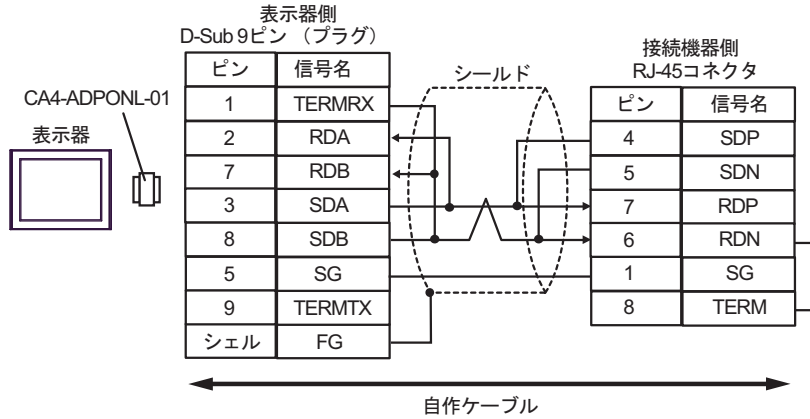 表示器側
D-Sub 9ピン （プラグ）
ピン 信号名
1 TERMRX
2 RDA
7 RDB
3 SDA
8 SDB
5 SG
9 TERMTX
シェル FG
CA4-ADPONL-01
表示器
シールド
接続機器側
RJ-45コネクタ
ピン 信号名
4 SDP
5 SDN
7 RDP
6 RDN
1 SG
8 TERM
自作ケーブル